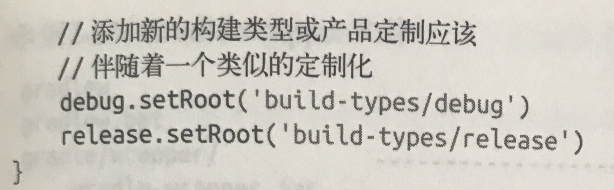 // 添加新的构建类型或产品定制应该
// 伴随着一个类似的定制化
debug.setRoot('build-types/debug')
release.setRoot('build-types/release')
}